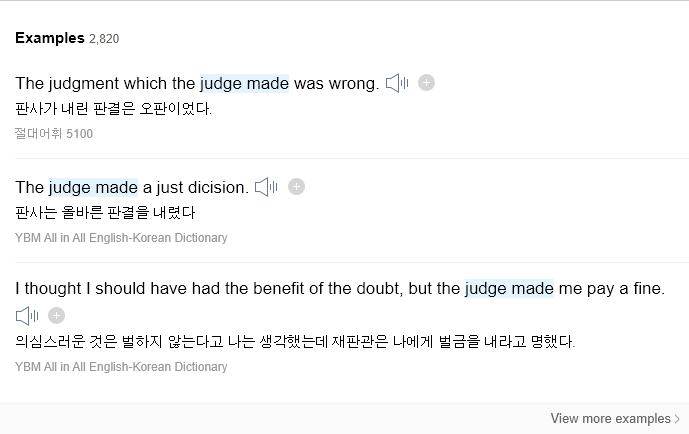 Examples 2,820
The judgment which the judge made was wrong.
판사가 내린 판결은 오판이었다.
절대어휘 5100
The judge made a just dicision.
판사는 올바른 판결을 내렸다
YBM All in All English-Korean Dictionary
I thought I should have had the benefit of the doubt, but the judge made me pay a fine.
의심스러운 것은 벌하지 않는다고 나는 생각했는데 재판관은 나에게 벌금을 내라고 명했다.
YBM All in All English-Korean Dictionary
View more examples